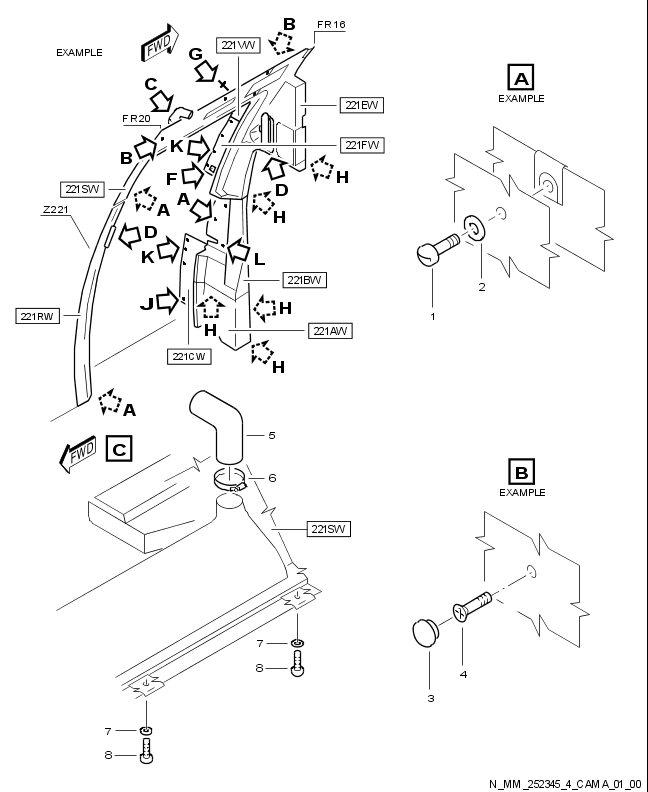 B
FR16
EXAMPLE
FWD
221VW
G
C
A
EXAMPLE
221EW
FR20
K
221FW
B
F
H
D
221SW
A
A
H
Z221
D
K
L
221BW
J
H
H
221RW
221AW
221CW
H
A
1
2
FWD
C
5
6
B
EXAMPLE
221SW
7
8
3
4
7
8
N_MM_252345_4_CAMA_01_00